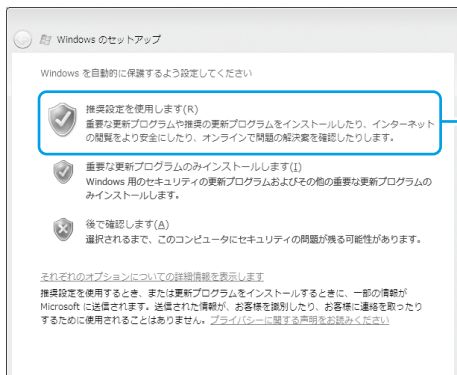 Windows のセットアップ
Windows を自動的に保護するよう設定してください
推奨設定を使用します(R)
重要な更新プログラムや推奨の更新プログラムをインストールしたり、インターネット
の閲覧をより安全にしたり、オンラインで問題の解決案を確認したりします。
重要な更新プログラムのみインストールします(I)
Windows 用のセキュリティの更新プログラムおよびその他の重要な更新プログラムの
みインストールします。
後で確認します(A)
選択されるまで、このコンピュータにセキュリティの問題が残る可能性があります。
それぞれのオプションについての詳細情報を表示します
推奨設定を使用するとき、または更新プログラムをインストールするときに、一部の情報が
Microsoft に送信されます。送信された情報が、お客様を識別したり、お客様に連絡を取ったり
するために使用されることはありません。プライバシーに関する声明をお読みください